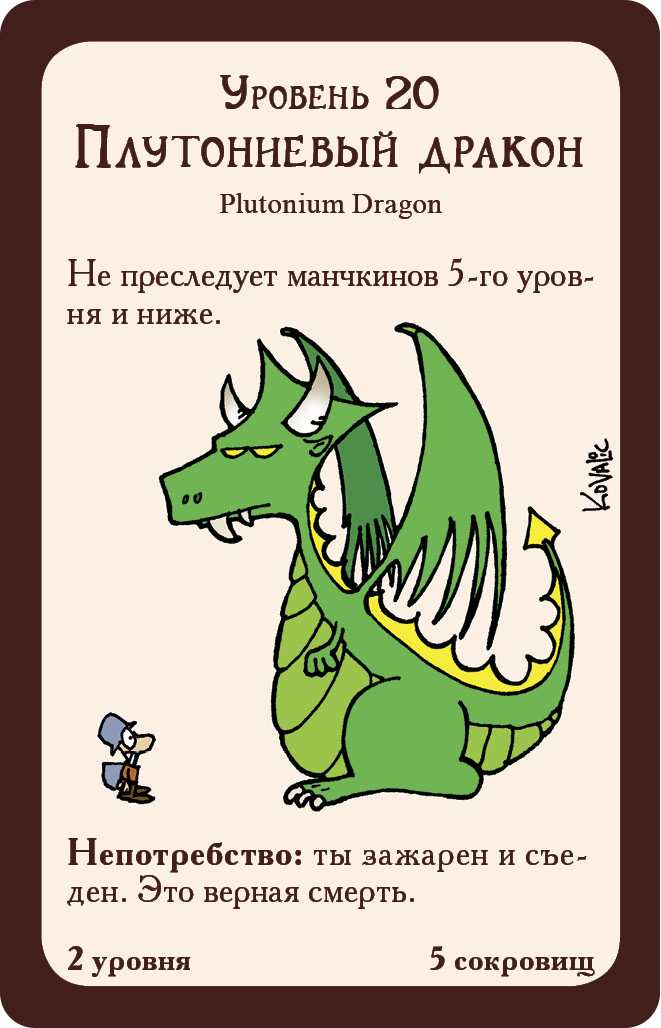 Уровень 20
Плутониевый дракон
Plutonium Dragon
Не преследует манчкинов 5-го уров-
ня и ниже.
Kovalic
Непотребство: ты зажарен и съе-
ден. Это верная смерть.
2 уровня 5 сокровищ